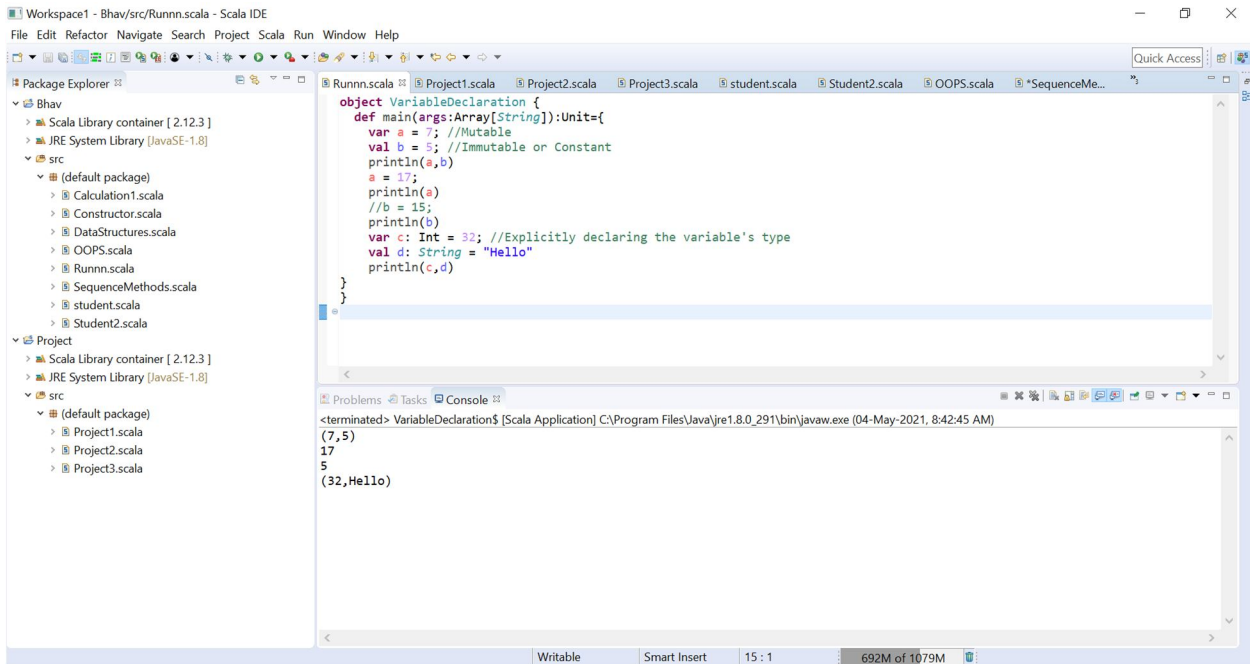 Workspace1 - Bhav/src/Runnn.scala - Scala IDE
File Edit Refactor Navigate Search Project Scala Run Window Help
Quick Access
Package Explorer
Bhav
Scala Library container [ 2.12.3 ]
JRE System Library [JavaSE-1.8]
src
(default package)
Calculation1.scala
Constructor.scala
DataStructures.scala
OOPS.scala
Runnn.scala
SequenceMethods.scala
student.scala
Student2.scala
Project
Scala Library container [ 2.12.3 ]
JRE System Library [JavaSE-1.8]
src
(default package)
Project1.scala
Project2.scala
Project3.scala
Runnn.scala Project1.scala Project2.scala Project3.scala student.scala Student2.scala OOPS.scala *SequenceMe...
object VariableDeclaration {
def main(args:Array[String]):Unit={
var a = 7; //Mutable
val b = 5; //Immutable or Constant
println(a,b)
a = 17;
println(a)
//b = 15;
println(b)
var c: Int = 32; //Explicitly declaring the variable's type
val d: String = "Hello"
println(c,d)
}
}
Problems Tasks Console
<terminated> VariableDeclaration$ [Scala Application] C:\Program Files\Java\jre1.8.0_291\bin\javaw.exe (04-May-2021, 8:42:45 AM)
(7,5)
17
5
(32,Hello)
Writable Smart Insert 15 : 1 692M of 1079M